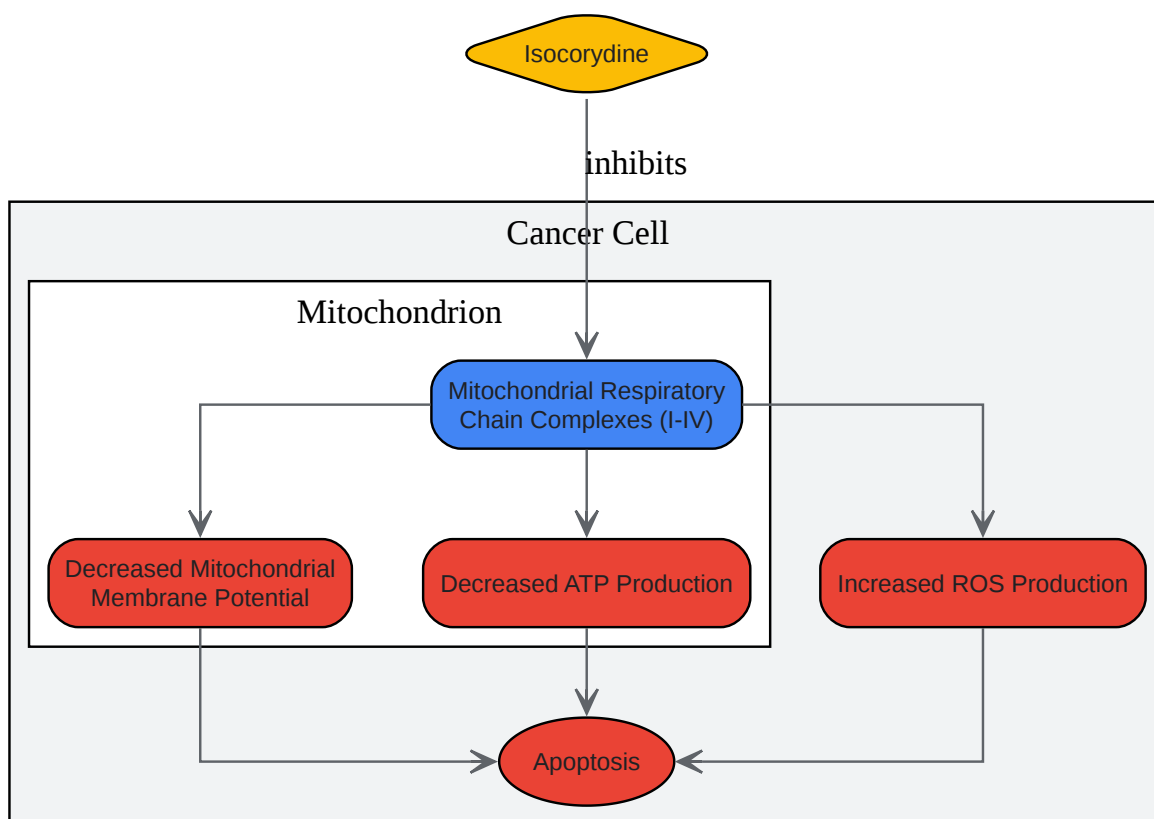 Isocorydine
inhibits
Cancer Cell
Mitochondrion
Mitochondrial Respiratory
Chain Complexes (I-IV)
Decreased Mitochondrial
Membrane Potential
Decreased ATP Production
Increased ROS Production
Apoptosis